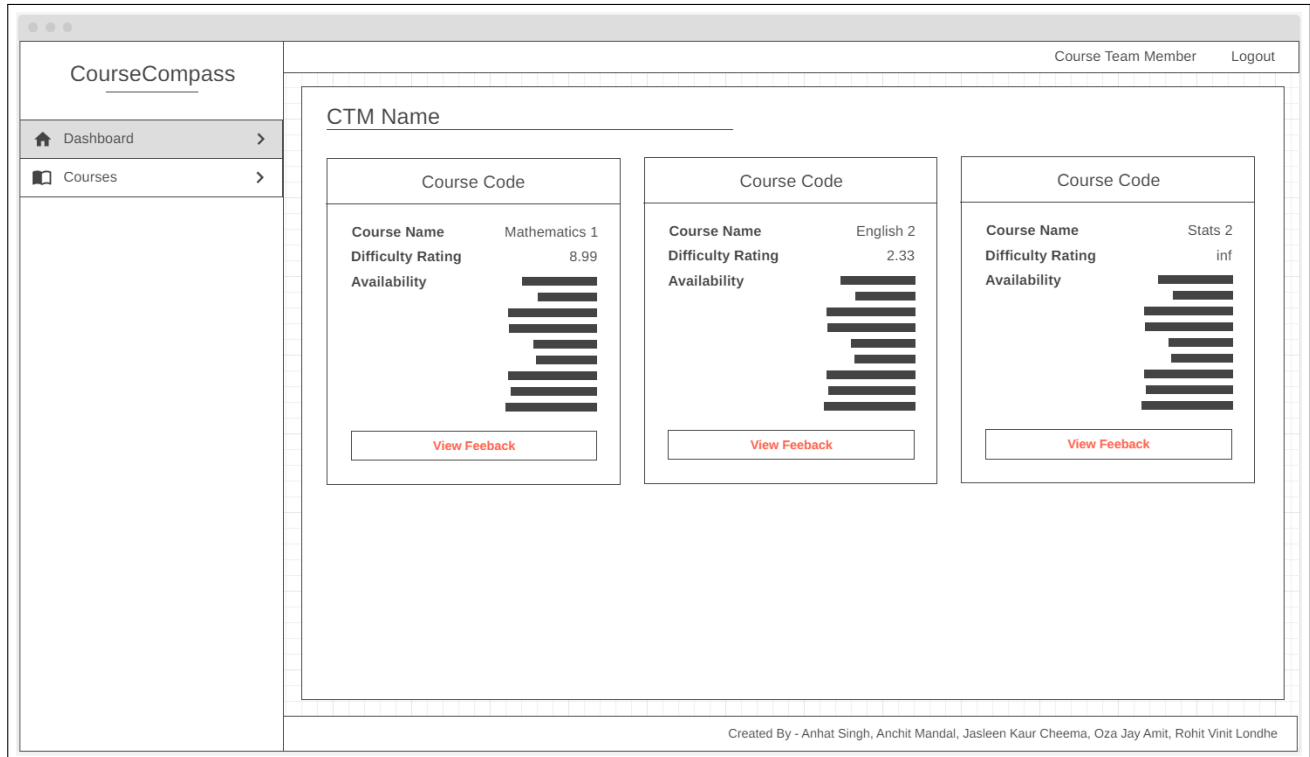 CourseCompass
Course Team Member Logout
Dashboard
Courses
CTM Name
Course Code
Course Name Mathematics 1
Difficulty Rating 8.99
Availability
View Feeback
Course Code
Course Name English 2
Difficulty Rating 2.33
Availability
View Feeback
Course Code
Course Name Stats 2
Difficulty Rating inf
Availability
View Feeback
Created By - Anhat Singh, Anchit Mandal, Jasleen Kaur Cheema, Oza Jay Amit, Rohit Vinit Londhe